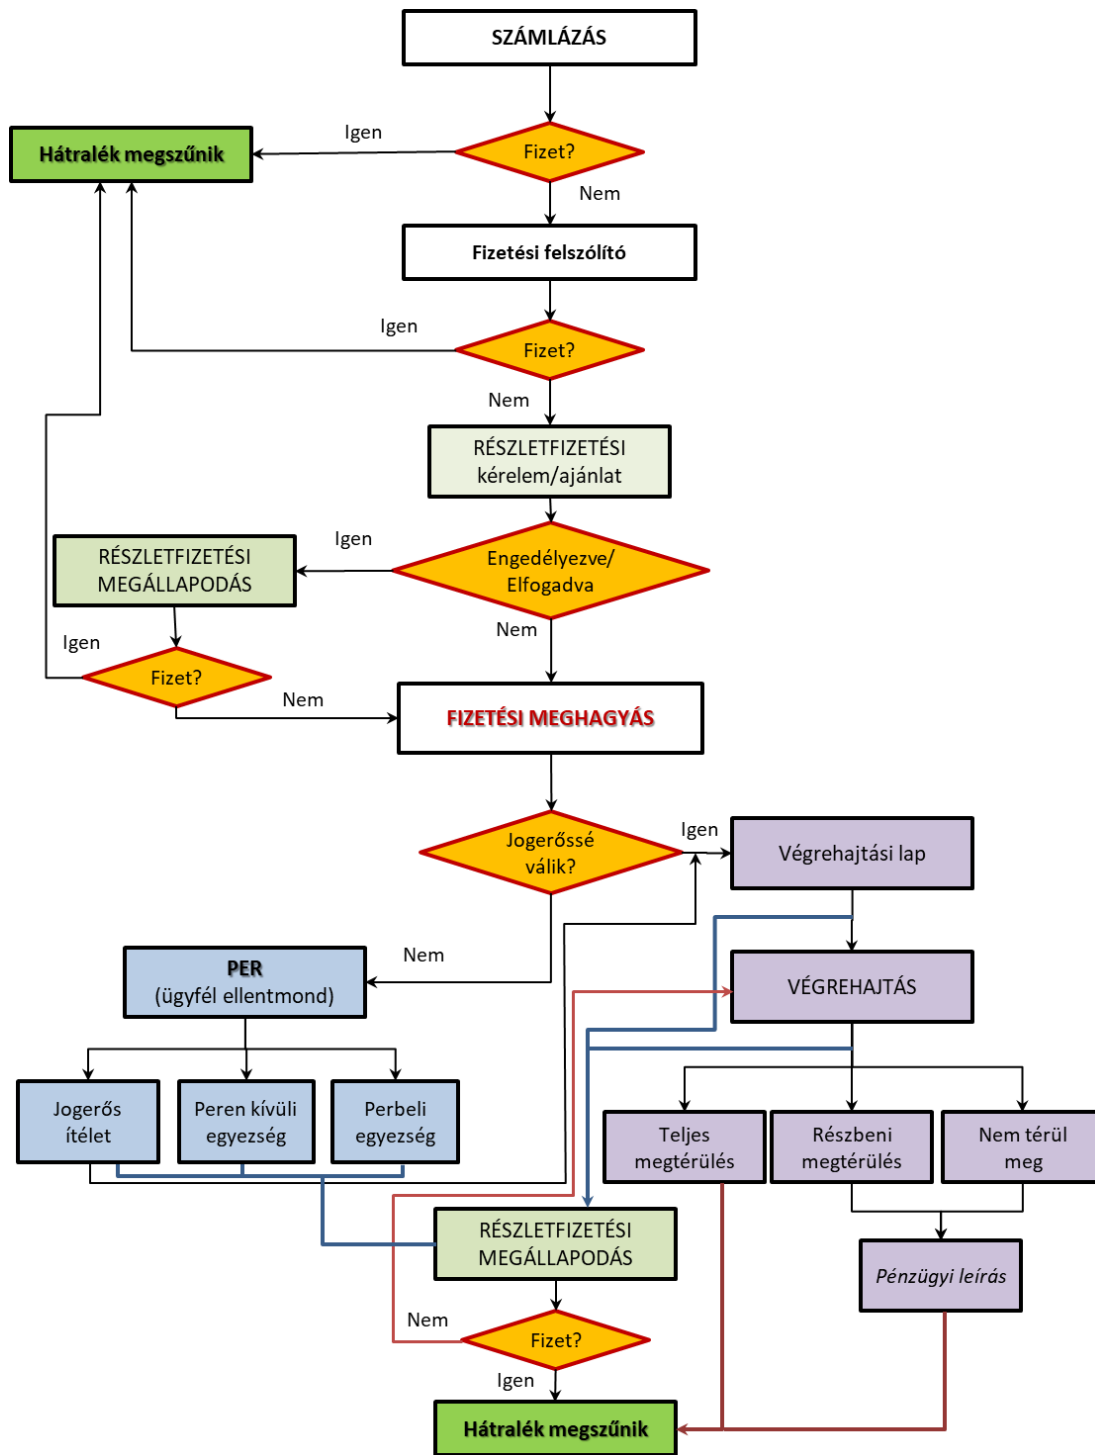 SZÁMLÁZÁS
Igen
Hátralék megszűnik
Fizet?
Nem
Fizetési felszólító
Igen
Fizet?
Nem
RÉSZLETFIZETÉSI
kérelem/ajánlat
Igen
Engedélyezve/
Elfogadva
RÉSZLETFIZETÉSI
MEGÁLLAPODÁS
Nem
Igen
Fizet?
Nem
FIZETÉSI MEGHAGYÁS
Jogerőssé
válik?
Igen
Végrehajtási lap
Nem
PER
(ügyfél ellentmond)
VÉGREHAJTÁS
Jogerős
ítélet
Peren kívüli
egyezség
Perbeli
egyezség
Teljes
megtérülés
Részbeni
megtérülés
Nem térül
meg
RÉSZLETFIZETÉSI
MEGÁLLAPODÁS
Pénzügyi leírás
Nem
Fizet?
Igen
Hátralék megszűnik